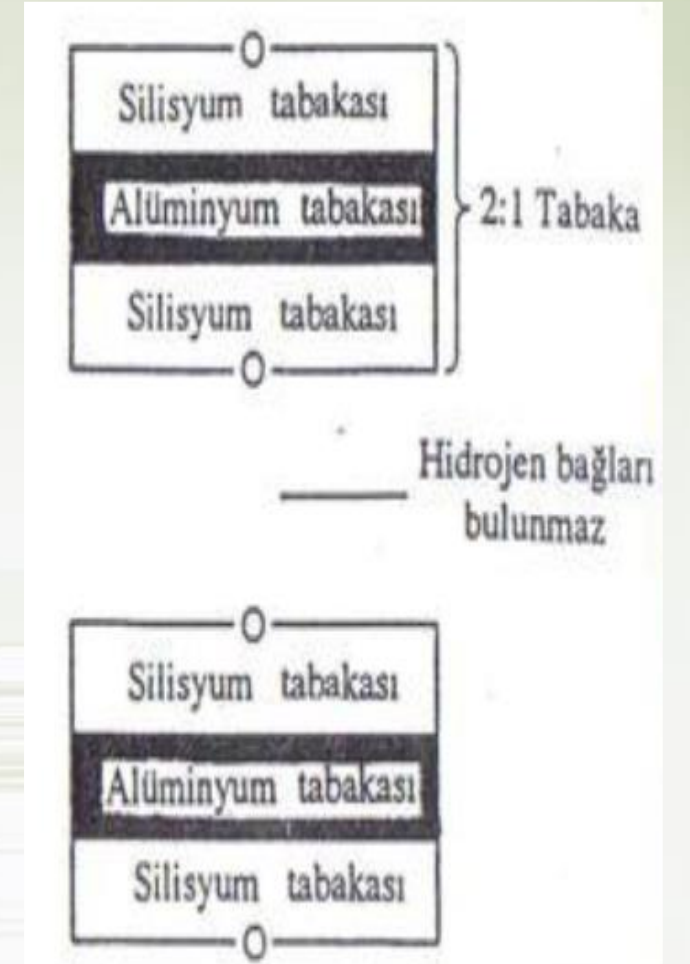 Silisyum tabakası
Alüminyum tabakası
Silisyum tabakası
2:1 Tabaka
Hidrojen bağları
bulunmaz
Silisyum tabakası
Alüminyum tabakası
Silisyum tabakası